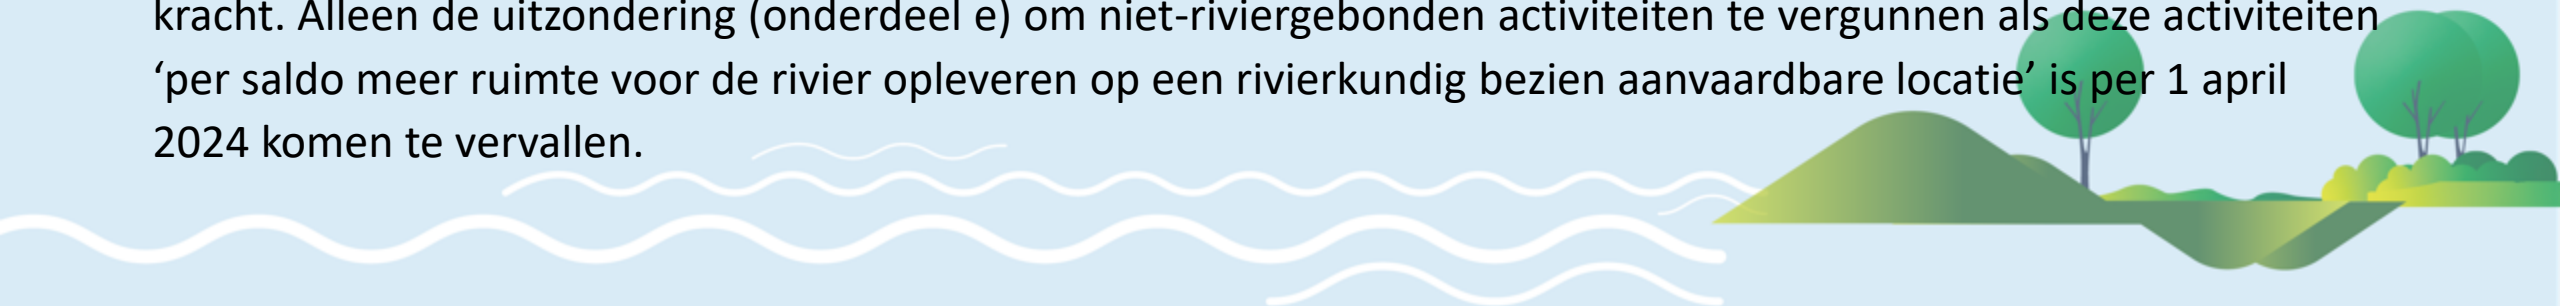 kracht. Alleen de uitzondering (onderdeel e) om niet-riviergebonden activiteiten te vergunnen als deze activiteiten
‘per saldo meer ruimte voor de rivier opleveren op een rivierkundig bezien aanvaardbare locatie’ is per 1 april
2024 komen te vervallen.